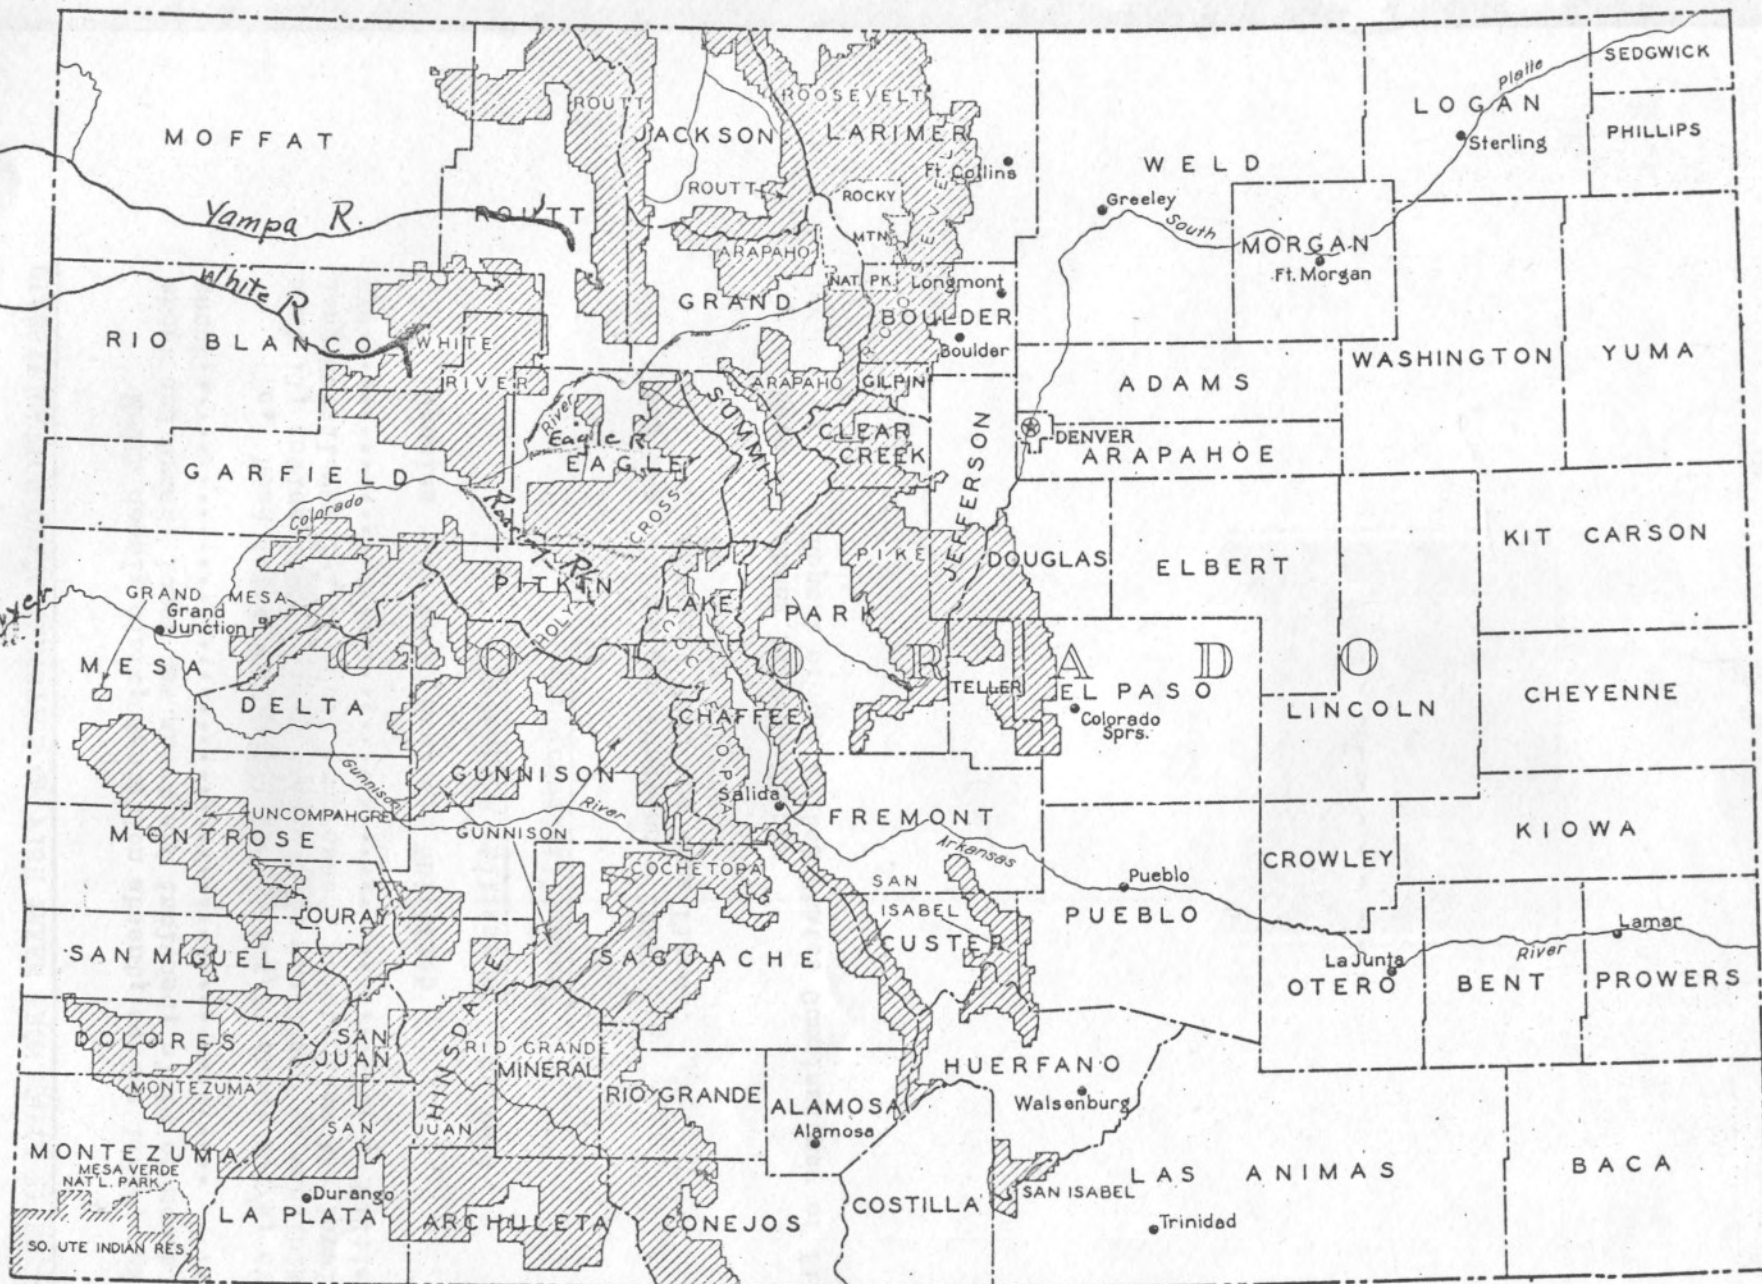 SEDGWICK
Platte
LOGAN
PHILLIPS
Sterling
MOFFAT
ROUTT
JACKSON
ROOSEVELT
LARIMER
Ft. Collins
WELD
ROUTT
ROCKY
MTN.
NAT. PK.
ROOSEVELT
Greeley
South
MORGAN
Ft. Morgan
Yampa R.
ROUTT
ARAPAHO
White R
GRAND
Longmont
BOULDER
Boulder
RIO BLANCO
WHITE
RIVER
ARAPAHO
GILPIN
ADAMS
WASHINGTON
YUMA
River
Eagle R
EAGLE
SUMMIT
CLEAR
CREEK
JEFFERSON
DENVER
ARAPAHOE
GARFIELD
Colorado
HOLY CROSS
PIKE
DOUGLAS
ELBERT
KIT CARSON
PITKIN
GRAND MESA
Grand
Junction
LAKE
PARK
COCHETOPA
MESA
COLORADO
TELLER
EL PASO
Colorado
Sprs.
LINCOLN
CHEYENNE
DELTA
CHAFFEE
Gunnison
GUNNISON
River
Salida
FREMONT
Arkansas
KIOWA
UNCOMPAHGRE
MONTROSE
GUNNISON
COCHETOPA
SAN
ISABEL
CUSTER
Pueblo
PUEBLO
CROWLEY
OURAY
SAN MIGUEL
SAGUACHE
La Junta
OTERO
River
BENT
Lamar
PROWERS
DOLORES
SAN
JUAN
HINSDALE
RIO GRANDE
MINERAL
MONTEZUMA
SAN JUAN
RIO GRANDE
ALAMOSA
Alamosa
HUERFANO
Walsenburg
MONTEZUMA
MESA VERDE
NAT'L. PARK
Durango
LA PLATA
ARCHULETA
CONEJOS
COSTILLA
SAN ISABEL
LAS ANIMAS
Trinidad
BACA
SO. UTE INDIAN RES.